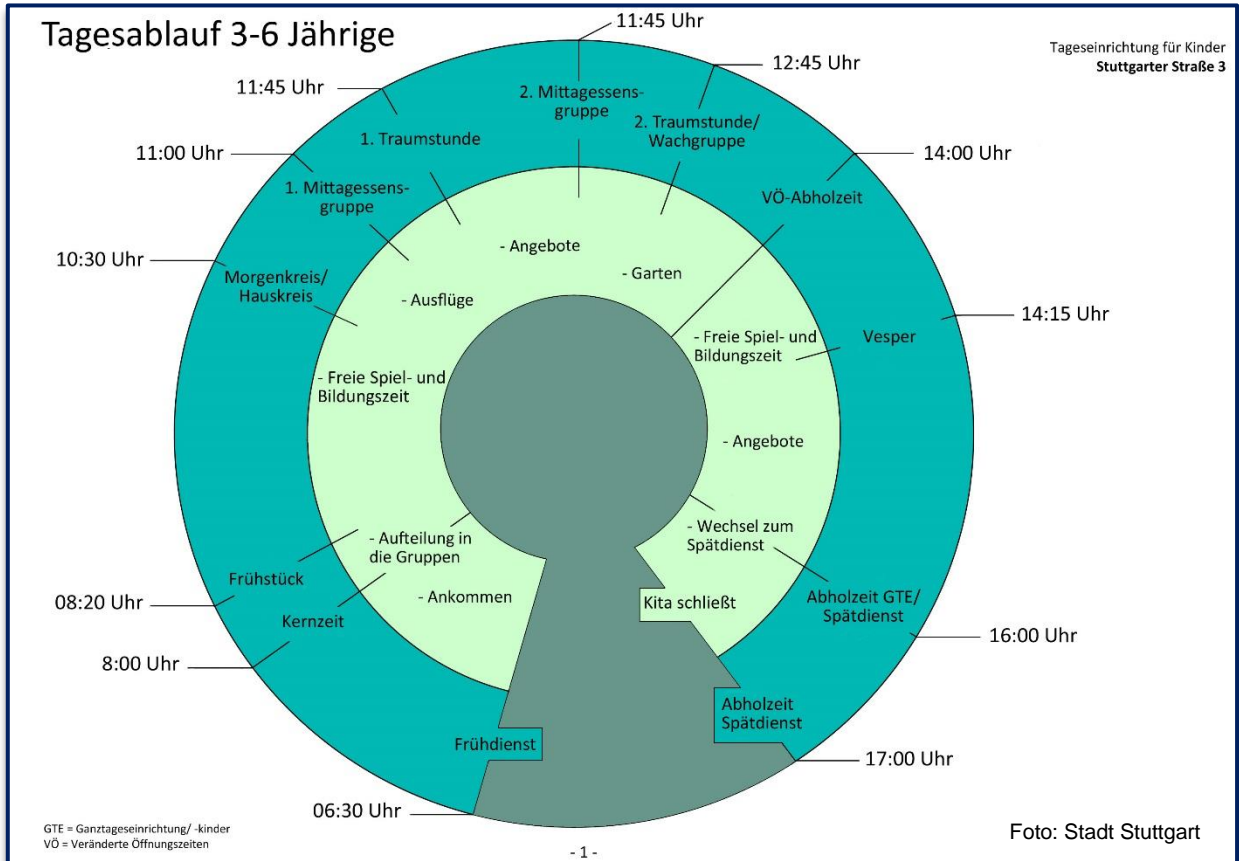 Tagesablauf 3-6 Jährige
Tageseinrichtung für Kinder
Stuttgarter Straße 3
06:30 Uhr
Frühdienst
- Ankommen
8:00 Uhr
Kernzeit
- Aufteilung in
die Gruppen
08:20 Uhr
Frühstück
- Freie Spiel- und
Bildungszeit
10:30 Uhr
Morgenkreis/
Hauskreis
- Ausflüge
11:00 Uhr
1. Mittagessens-
gruppe
11:45 Uhr
1. Traumstunde
- Angebote
11:45 Uhr
2. Mittagessens-
gruppe
- Garten
12:45 Uhr
2. Traumstunde/
Wachgruppe
14:00 Uhr
VÖ-Abholzeit
- Freie Spiel- und
Bildungszeit
14:15 Uhr
Vesper
- Angebote
- Wechsel zum
Spätdienst
16:00 Uhr
Abholzeit GTE/
Spätdienst
Kita schließt
17:00 Uhr
Abholzeit
Spätdienst
GTE = Ganztageseinrichtung/ -kinder
VÖ = Veränderte Öffnungszeiten
- 1 -
Foto: Stadt Stuttgart